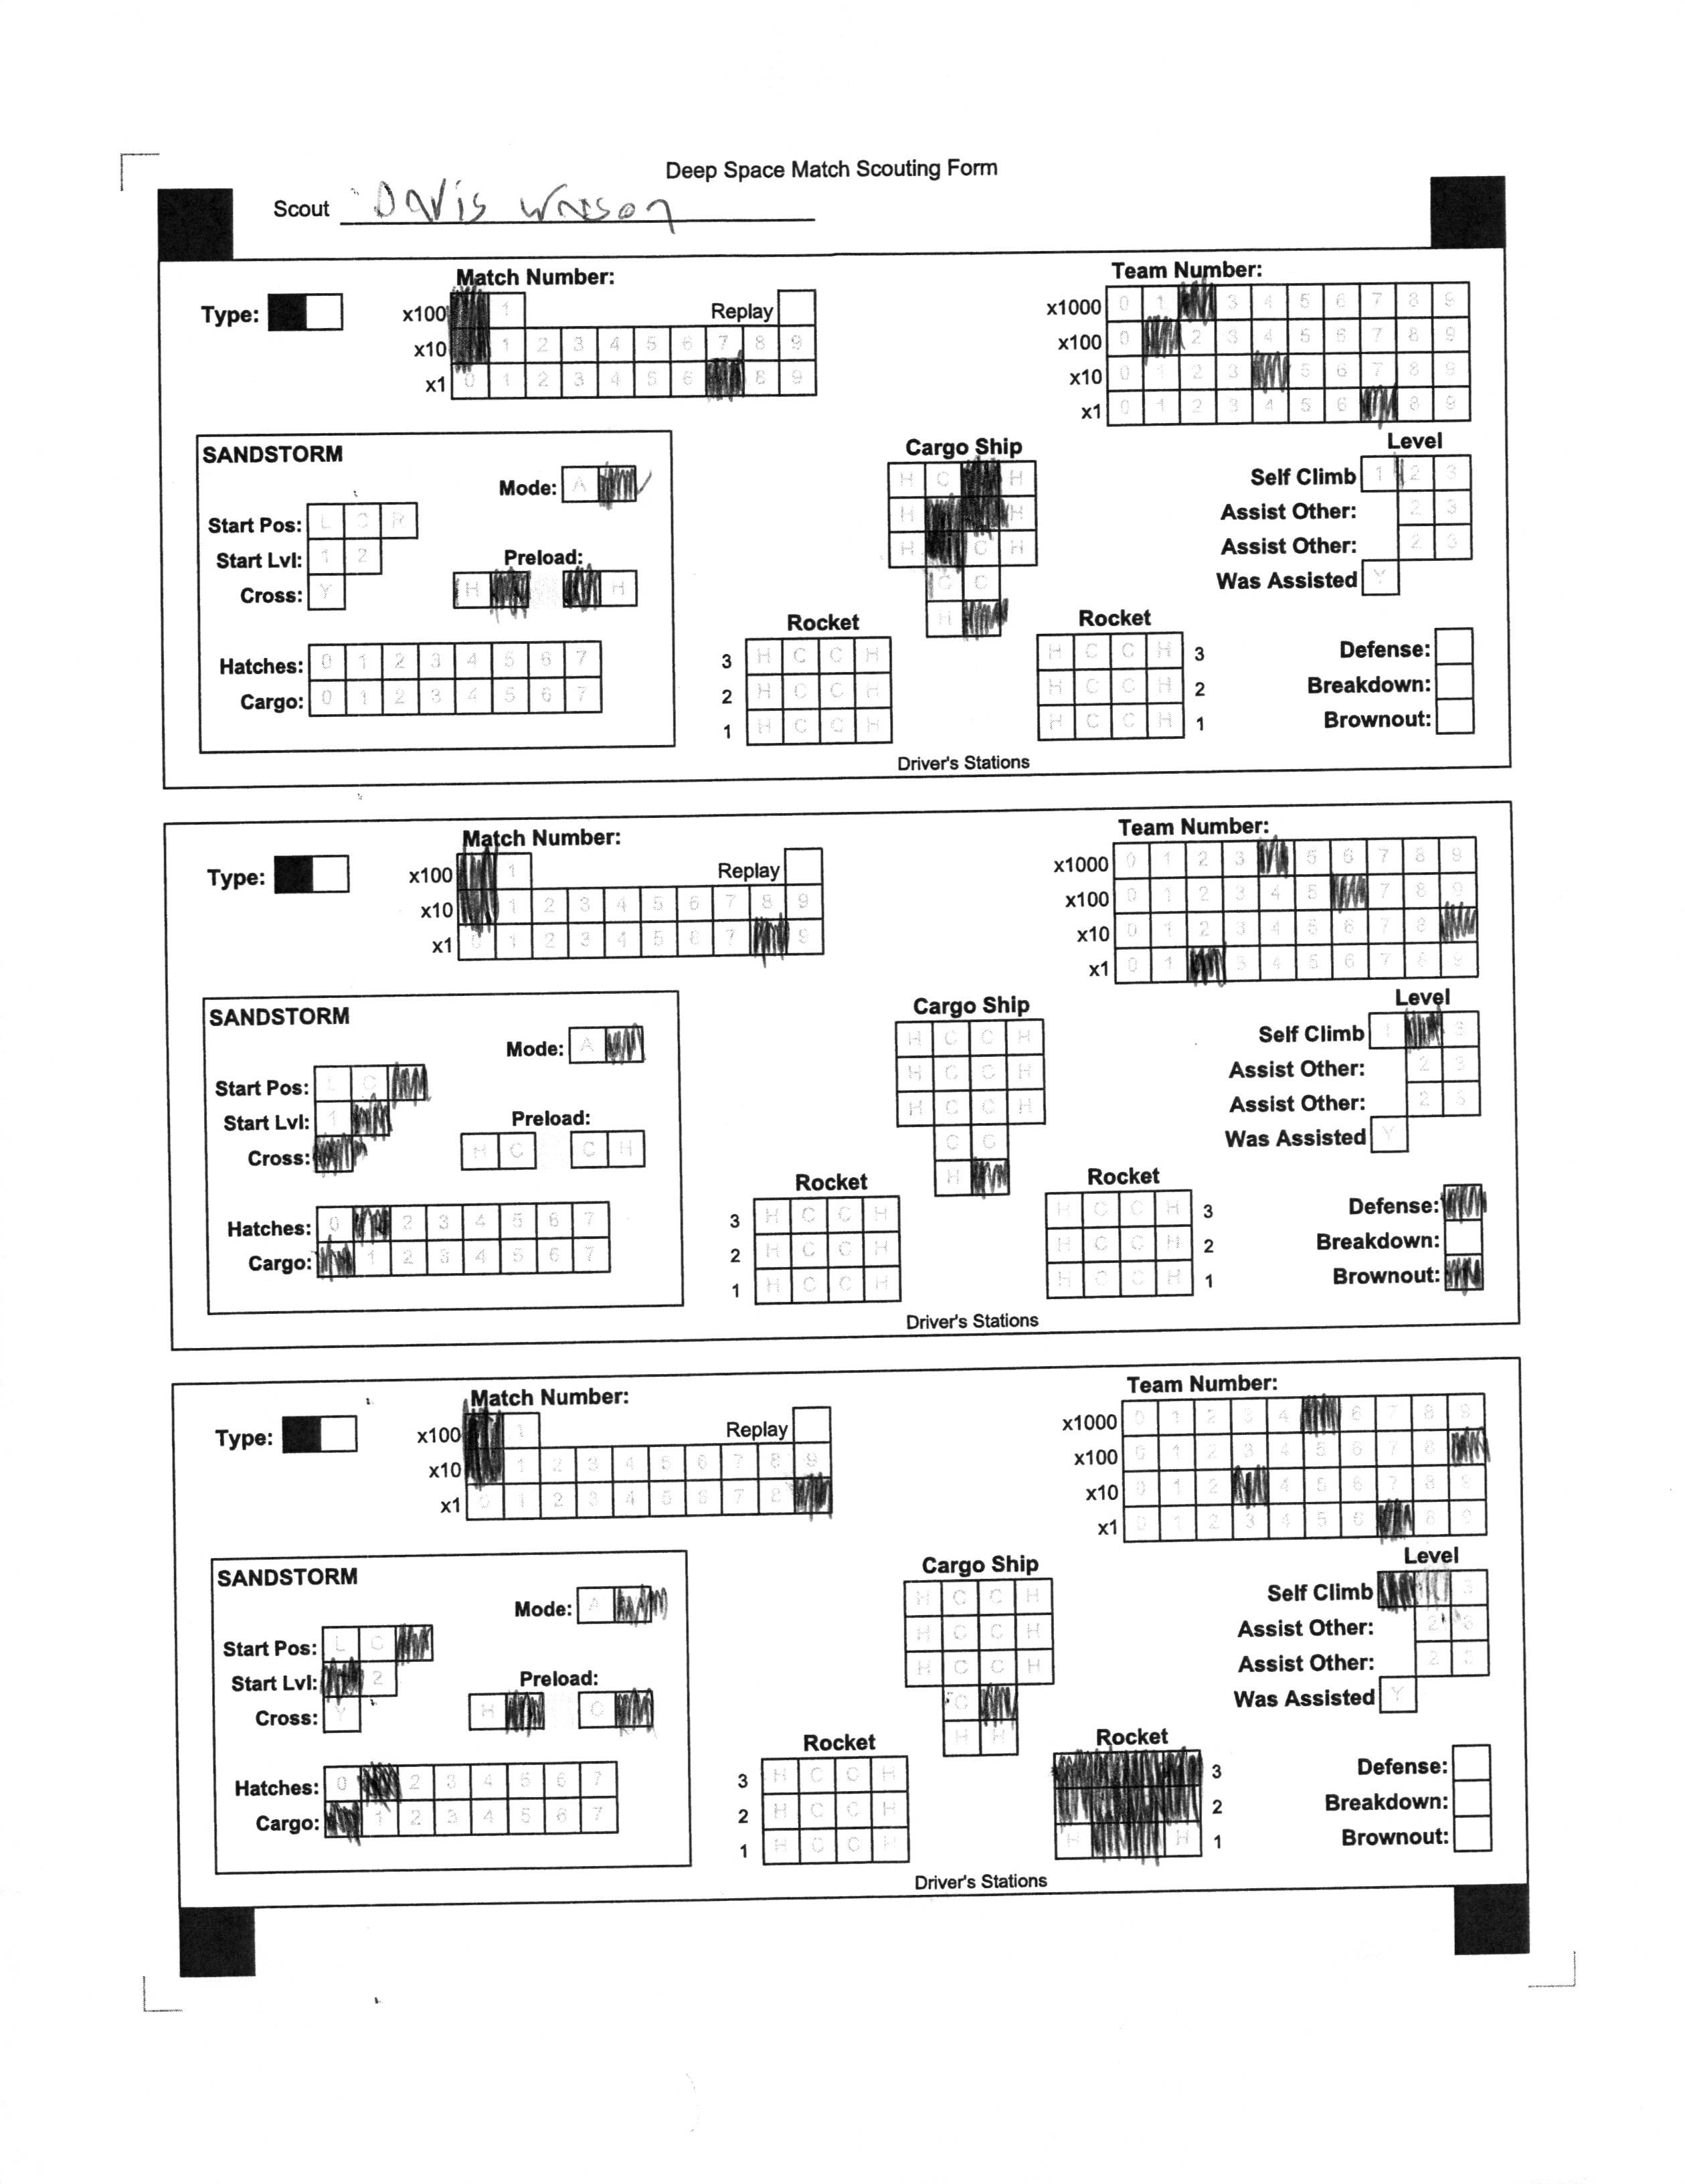 Deep Space Match Scouting Form
Scout Davis
Match Number:
Team Number:
Type:
x100 1 Replay
x10 1 2 3 4 5 6 7 8 9
x1 0 1 2 3 4 5 6 8 9
x1000 0 1 3 4 5 6 7 8 9
x100 0 2 3 4 5 6 7 8 9
x10 0 1 2 3 5 6 7 8 9
x1 0 1 2 3 4 5 6 8 9
SANDSTORM
Mode: A
Start Pos: L C R
Start Lvl: 1 2
Preload:
Cross: Y
H H
Hatches: 0 1 2 3 4 5 6 7
Cargo: 0 1 2 3 4 5 6 7
Cargo Ship
H C H
H H
H C H
C C
H
Rocket
3 H C C H
2 H C C H
1 H C C H
Rocket
H C C H 3
H C C H 2
H C C H 1
Driver's Stations
Level
Self Climb 1 2 3
Assist Other: 2 3
Assist Other: 2 3
Was Assisted Y
Defense:
Breakdown:
Brownout:
Match Number:
Team Number:
Type:
x100 1 Replay
x10 1 2 3 4 5 6 7 8 9
x1 0 1 2 3 4 5 6 7 9
x1000 0 1 2 3 5 6 7 8 9
x100 0 1 2 3 4 5 7 8 9
x10 0 1 2 3 4 5 6 7 8
x1 0 1 3 4 5 6 7 8 9
SANDSTORM
Mode: A
Start Pos: L C
Start Lvl: 1
Preload:
Cross:
H C C H
Hatches: 0 2 3 4 5 6 7
Cargo: 1 2 3 4 5 6 7
Cargo Ship
H C C H
H C C H
H C C H
C C
H
Rocket
3 H C C H
2 H C C H
1 H C C H
Rocket
H C C H 3
H C C H 2
H C C H 1
Driver's Stations
Level
Self Climb 1 3
Assist Other: 2 3
Assist Other: 2 3
Was Assisted Y
Defense:
Breakdown:
Brownout:
Match Number:
Team Number:
Type:
x100 1 Replay
x10 1 2 3 4 5 6 7 8 9
x1 0 1 2 3 4 5 6 7 8
x1000 0 1 2 3 4 6 7 8 9
x100 0 1 2 3 4 5 6 7 8
x10 0 1 2 4 5 6 7 8 9
x1 0 1 2 3 4 5 6 8 9
SANDSTORM
Mode: A
Start Pos: L C
Start Lvl: 2
Preload:
Cross: Y
H C
Hatches: 0 2 3 4 5 6 7
Cargo: 1 2 3 4 5 6 7
Cargo Ship
H C C H
H C C H
H C C H
C
H H
Rocket
3 H C C H
2 H C C H
1 H C C H
Rocket
3
2
H H 1
Driver's Stations
Level
Self Climb 3
Assist Other: 2 3
Assist Other: 2 3
Was Assisted Y
Defense:
Breakdown:
Brownout: